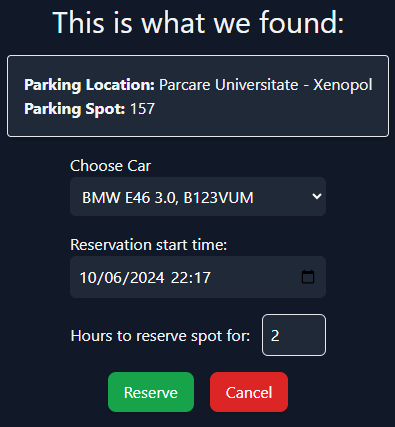 This is what we found:
Parking Location: Parcare Universitate - Xenopol
Parking Spot: 157
Choose Car
BMW E46 3.0, B123VUM
Reservation start time:
10/06/2024 22:17
Hours to reserve spot for: 2
Reserve Cancel